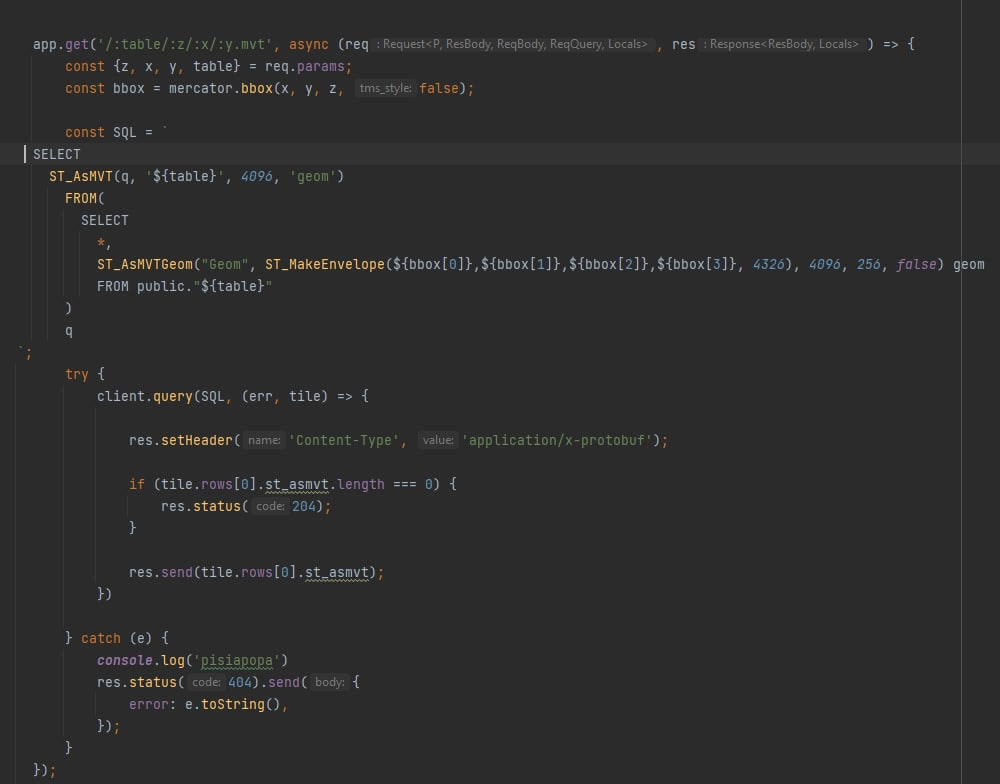 app.get('/:table/:z/:x/:y.mvt', async (req : Request<P, ResBody, ReqBody, ReqQuery, Locals> , res : Response<ResBody, Locals> ) => {
const {z, x, y, table} = req.params;
const bbox = mercator.bbox(x, y, z, tms_style: false);
const SQL = `
SELECT
ST_AsMVT(q, '${table}', 4096, 'geom')
FROM(
SELECT
*,
ST_AsMVTGeom("Geom", ST_MakeEnvelope(${bbox[0]},${bbox[1]},${bbox[2]},${bbox[3]}, 4326), 4096, 256, false) geom
FROM public."${table}"
)
q
`;
try {
client.query(SQL, (err, tile) => {
res.setHeader( name: 'Content-Type', value: 'application/x-protobuf');
if (tile.rows[0].st_asmvt.length === 0) {
res.status( code: 204);
}
res.send(tile.rows[0].st_asmvt);
})
} catch (e) {
console.log('pisiapopa')
res.status( code: 404).send( body: {
error: e.toString(),
});
}
});